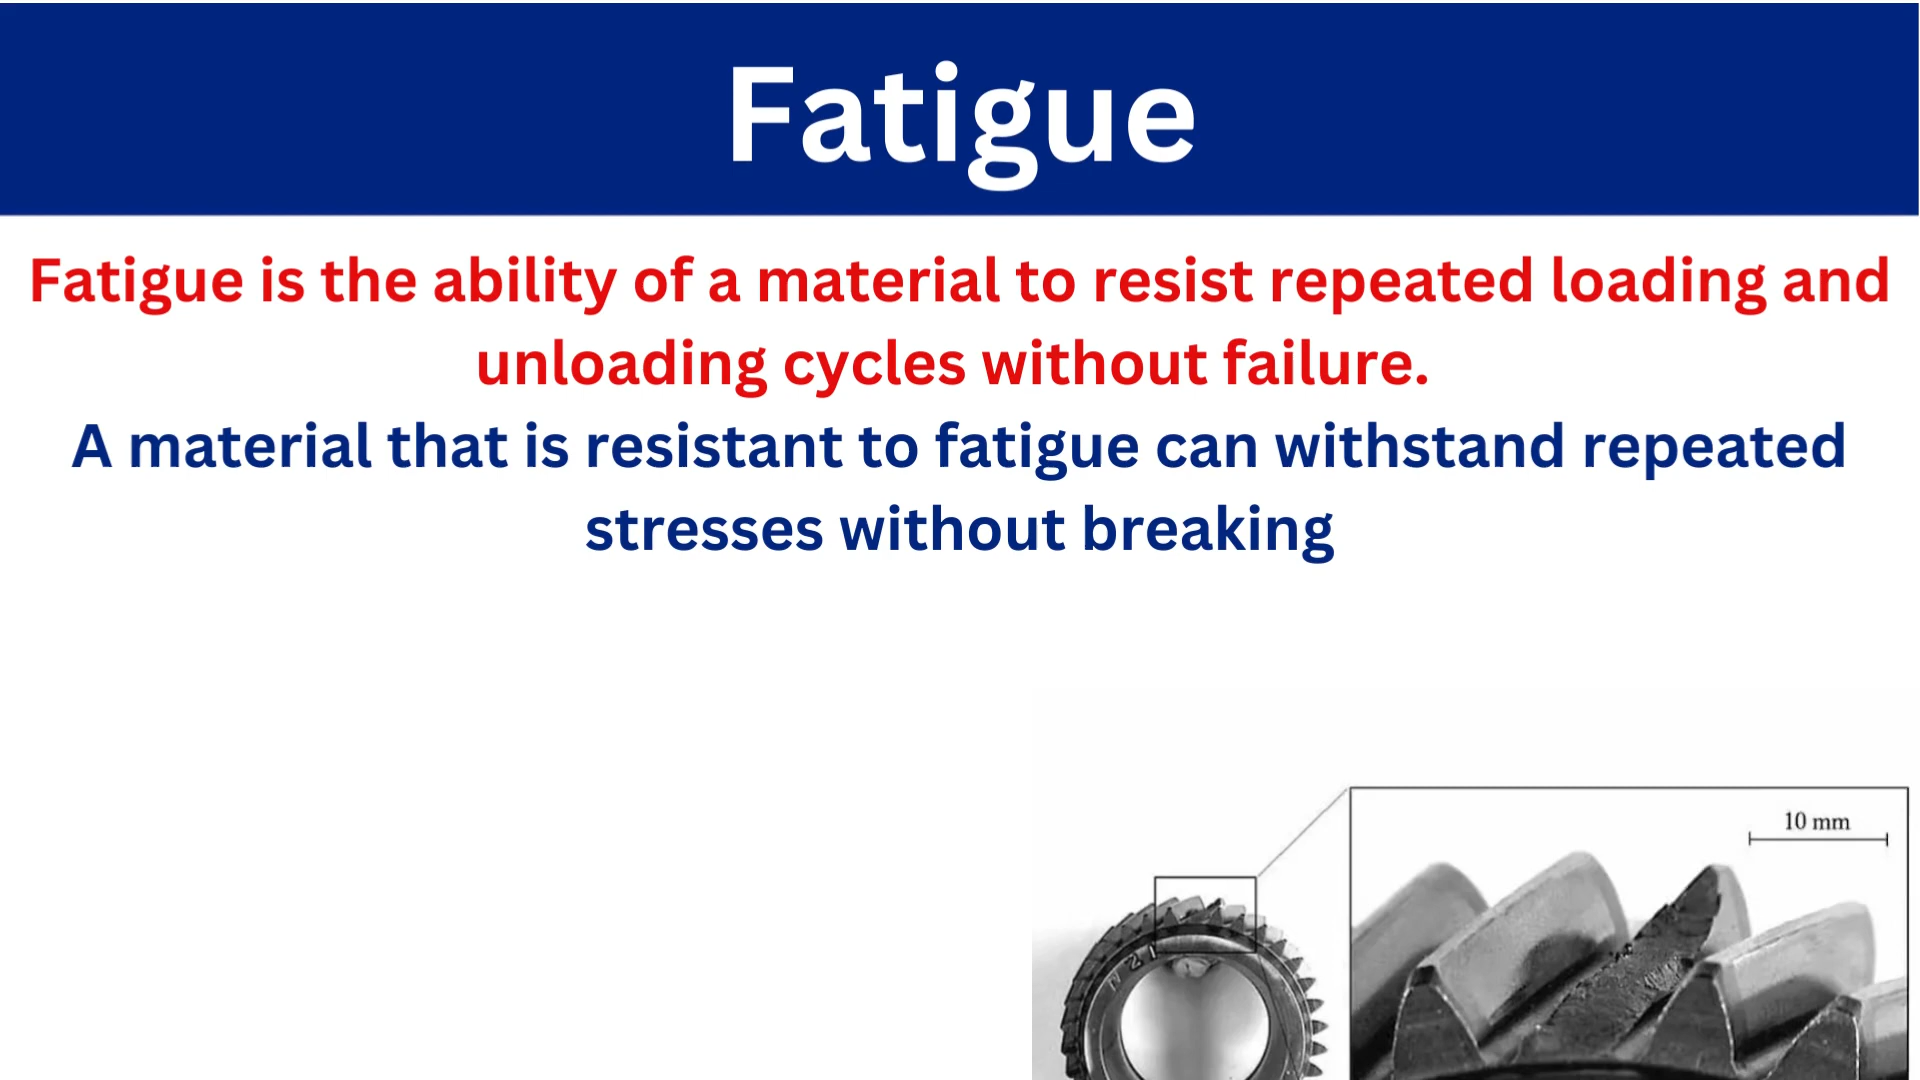 Fatigue
Fatigue is the ability of a material to resist repeated loading and
unloading cycles without failure.
A material that is resistant to fatigue can withstand repeated
stresses without breaking
10 mm